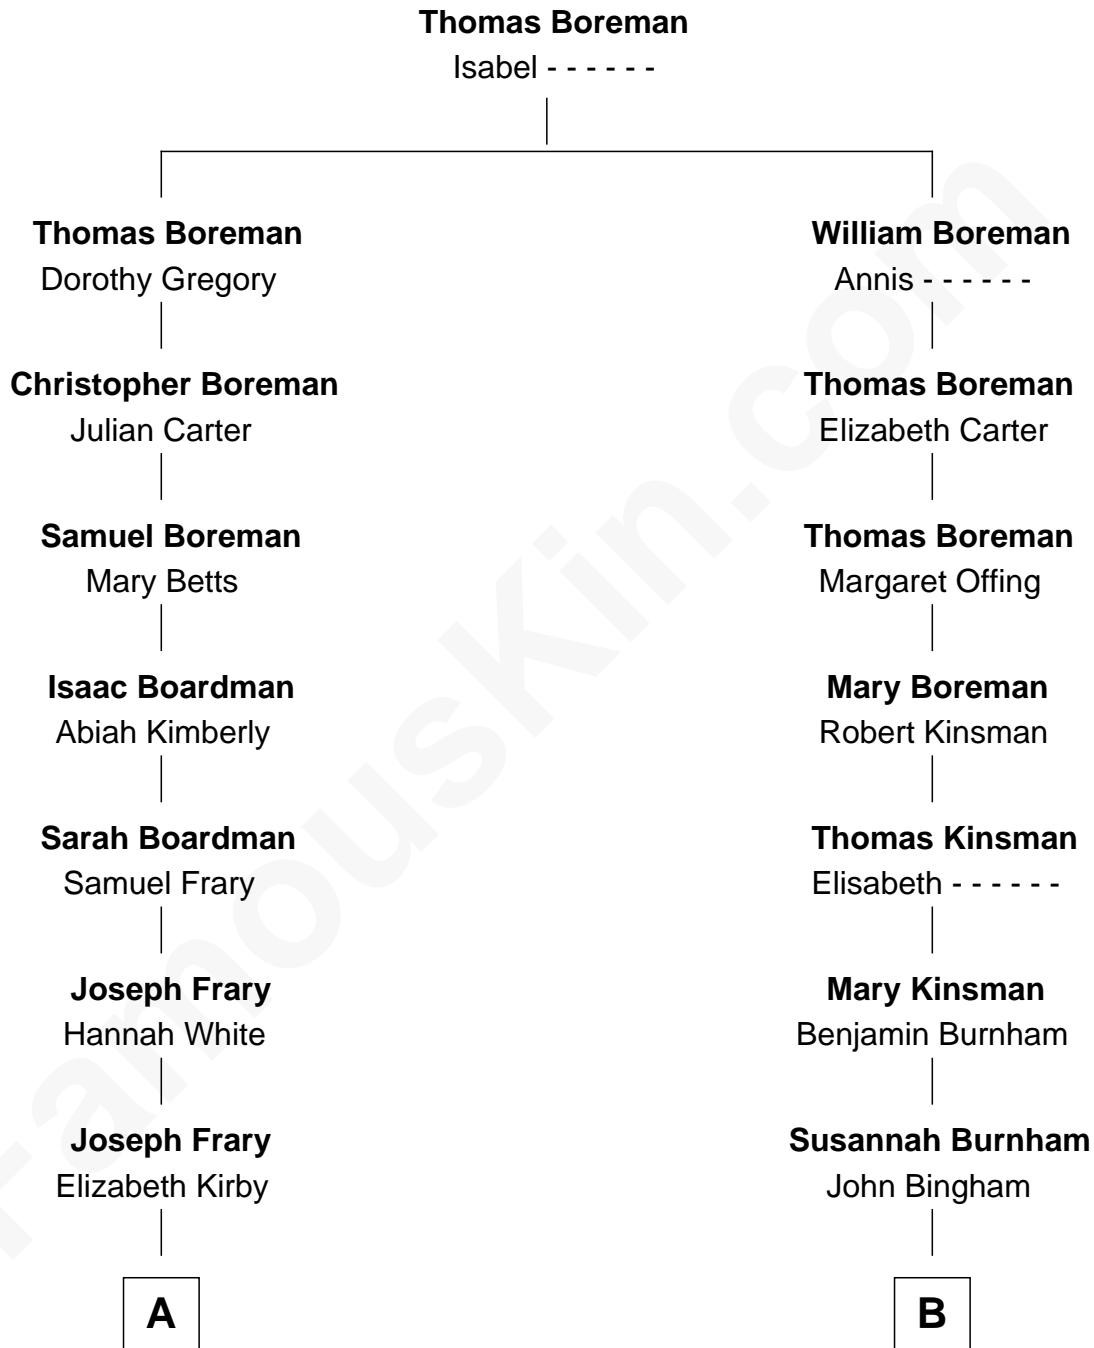 Thomas Boreman
Isabel - - - - - -
Thomas Boreman
Dorothy Gregory
William Boreman
Annis - - - - - -
Christopher Boreman
Julian Carter
Thomas Boreman
Elizabeth Carter
Samuel Boreman
Mary Betts
Thomas Boreman
Margaret Offing
Isaac Boardman
Abiah Kimberly
Mary Boreman
Robert Kinsman
Sarah Boardman
Samuel Frary
Thomas Kinsman
Elisabeth - - - - - -
Joseph Frary
Hannah White
Mary Kinsman
Benjamin Burnham
Joseph Frary
Elizabeth Kirby
Susannah Burnham
John Bingham
A
B
FamousKin.com